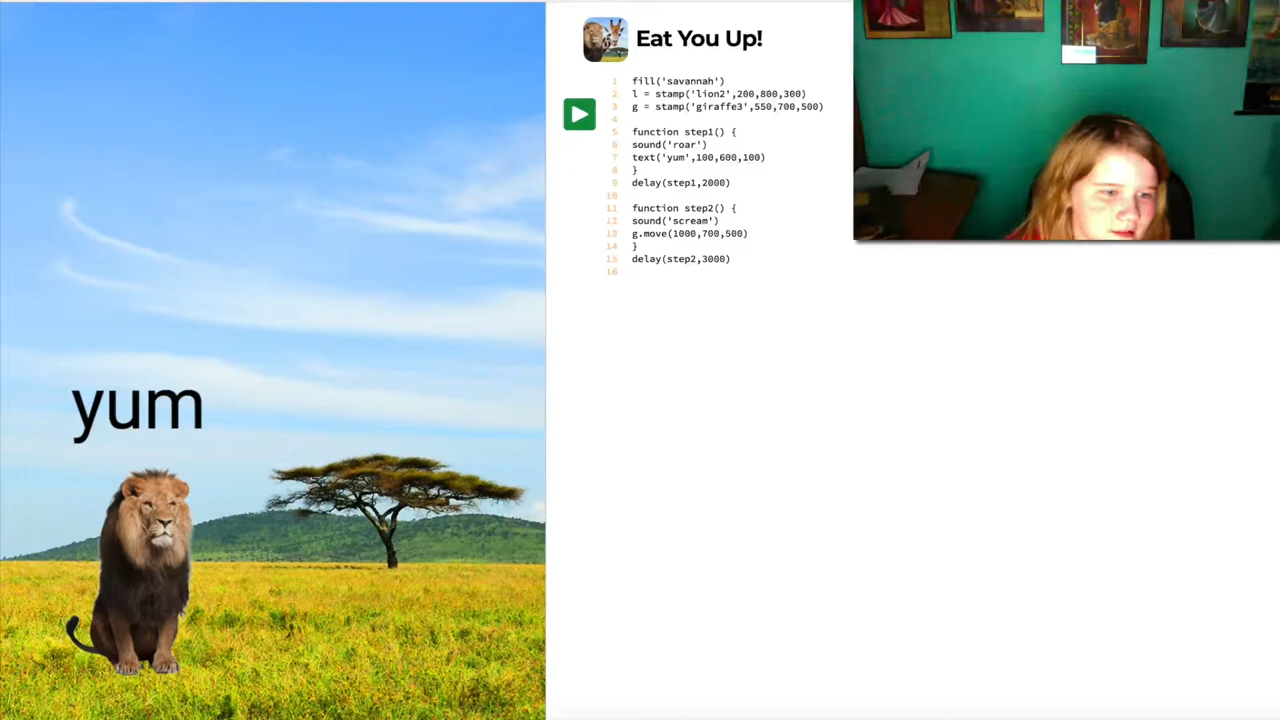 Eat You Up!
1 fill('savannah')
2 l = stamp('lion2',200,800,300)
3 g = stamp('giraffe3',550,700,500)
4
5 function step1() {
6 sound('roar')
7 text('yum',100,600,100)
8 }
9 delay(step1,2000)
10
11 function step2() {
12 sound('scream')
13 g.move(1000,700,500)
14 }
15 delay(step2,3000)
16
yum